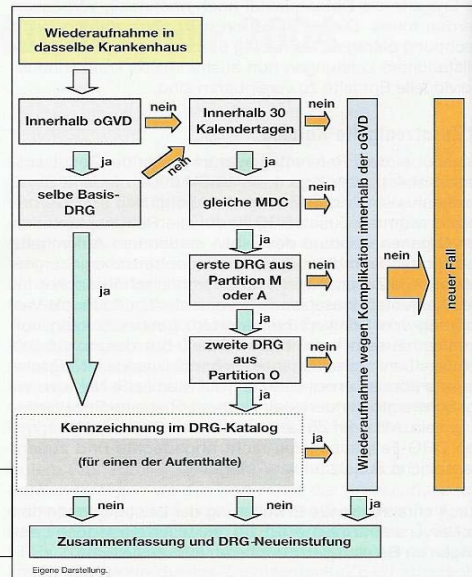 Wiederaufnahme in
dasselbe Krankenhaus
Innerhalb oGVD
nein
Innerhalb 30
Kalendertagen
nein
ja
nein
ja
selbe Basis-
DRG
gleiche MDC
nein
ja
ja
erste DRG aus
Partition M
oder A
nein
ja
zweite DRG
aus
Partition O
nein
ja
Kennzeichnung im DRG-Katalog
(für einen der Aufenthalte)
ja
nein
nein
ja
Wiederaufnahme wegen Komplikation innerhalb der oGVD
nein
neuer Fall
Zusammenfassung und DRG-Neueinstufung
Eigene Darstellung.